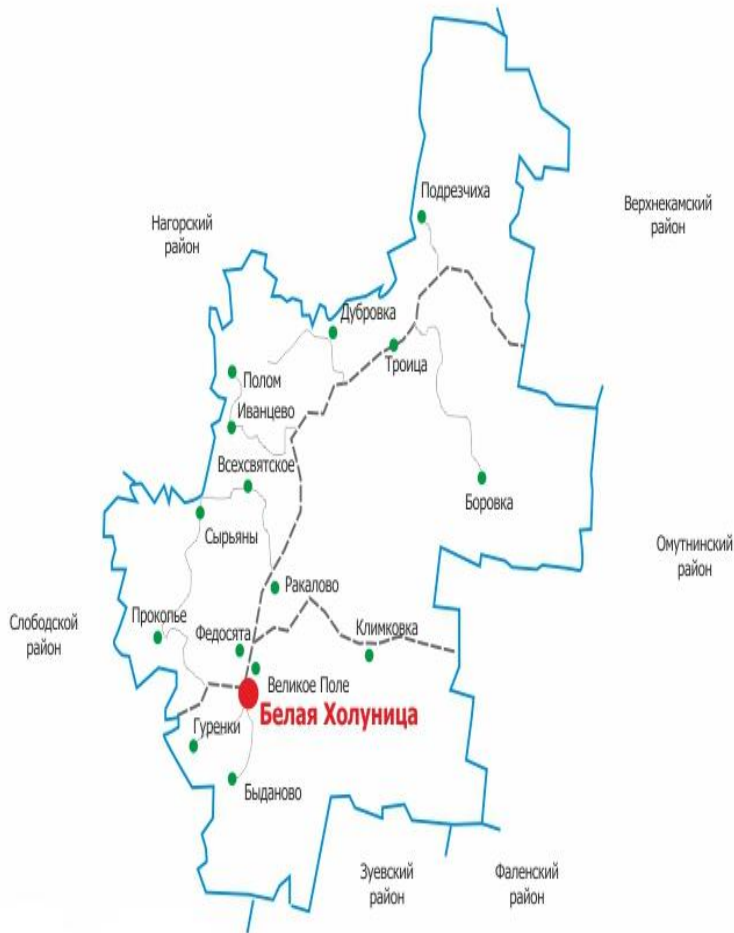 Подрезчиха
Верхнекамский
район
Нагорский
район
Дубровка
Троица
Полом
Иванцево
Всехсвятское
Боровка
Сырьяны
Омутнинский
район
Ракалово
Прокопье
Слободской
район
Федосята
Климковка
Великое Поле
Белая Холуница
Гуренки
Быданово
Зуевский
район
Фаленский
район